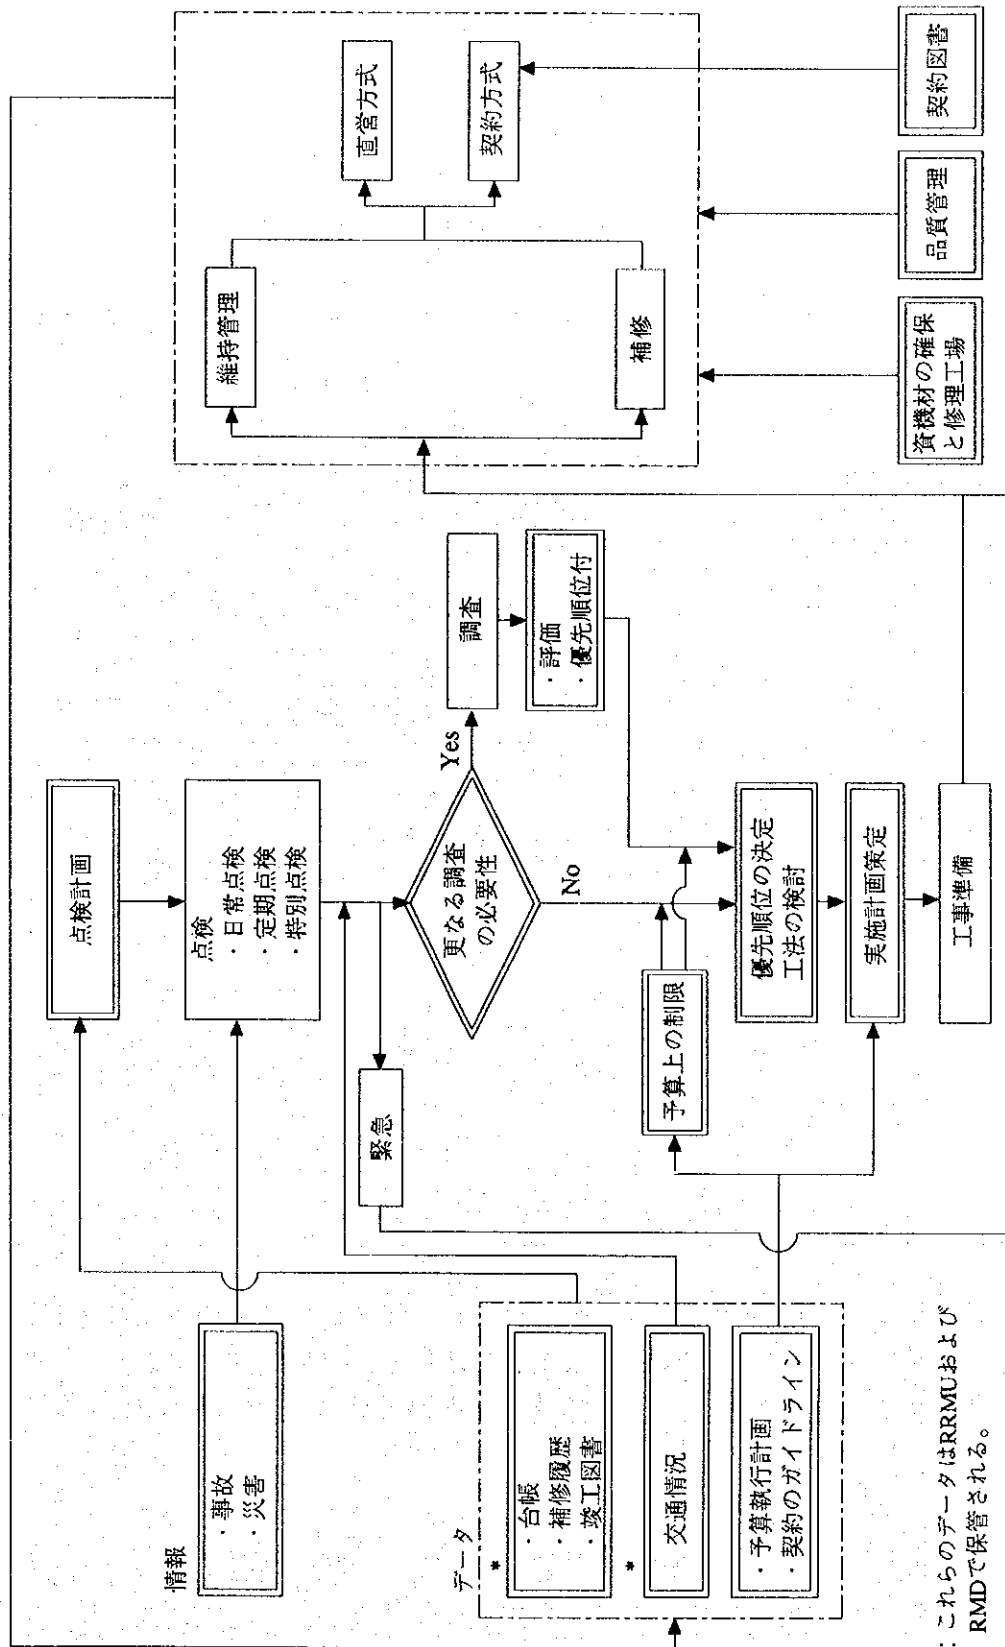 情報
・事故
・災害
データ
*
・台帳
・補修履歴
・竣工図書
*
交通情況
・予算執行計画
・契約のガイドライン
: これらのデータはRRMUおよび
RMDで保管される。
点検計画
点検
・日常点検
・定期点検
・特別点検
緊急
更なる調査
の必要性
Yes
No
調査
・評価
・優先順位付
予算上の制限
優先順位の決定
工法の検討
実施計画策定
工事準備
維持管理
補修
直営方式
契約方式
資機材の確保
と修理工場
品質管理
契約図書